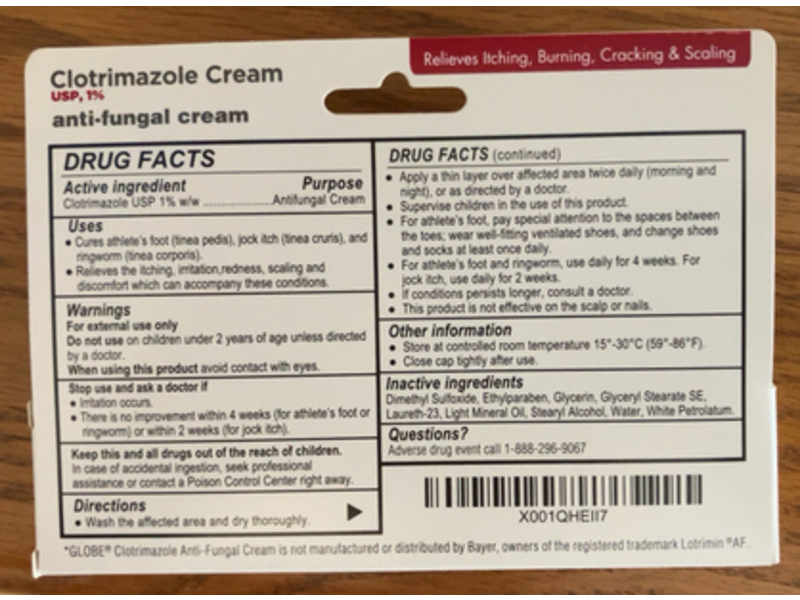 Clotrimazole Cream
USP, 1%
anti-fungal cream
Relieves Itching, Burning, Cracking & Scaling
DRUG FACTS
Active ingredient Purpose
Clotrimazole USP 1% w/w ....................Antifungal Cream
Uses
• Cures athlete's foot (tinea pedis), jock itch (tinea cruris), and
ringworm (tinea corporis).
• Relieves the itching, irritation,redness, scaling and
discomfort which can accompany these conditions.
Warnings
For external use only
Do not use on children under 2 years of age unless directed
by a doctor.
When using this product avoid contact with eyes.
Stop use and ask a doctor if
• Irritation occurs.
• There is no improvement within 4 weeks (for athlete's foot or
ringworm) or within 2 weeks (for jock itch).
Keep this and all drugs out of the reach of children.
In case of accidental ingestion, seek professional
assistance or contact a Poison Control Center right away.
Directions
• Wash the affected area and dry thoroughly.
DRUG FACTS (continued)
• Apply a thin layer over affected area twice daily (morning and
night), or as directed by a doctor.
• Supervise children in the use of this product.
• For athlete's foot, pay special attention to the spaces between
the toes; wear well-fitting ventilated shoes, and change shoes
and socks at least once daily.
• For athlete's foot and ringworm, use daily for 4 weeks. For
jock itch, use daily for 2 weeks.
• If conditions persists longer, consult a doctor.
• This product is not effective on the scalp or nails.
Other information
• Store at controlled room temperature 15°-30°C (59°-86°F).
• Close cap tightly after use.
Inactive ingredients
Dimethyl Sulfoxide, Ethylparaben, Glycerin, Glyceryl Stearate SE,
Laureth-23, Light Mineral Oil, Stearyl Alcohol, Water, White Petrolatum.
Questions?
Adverse drug event call 1-888-296-9067
X001QHEII7
*GLOBE® Clotrimazole Anti-Fungal Cream is not manufactured or distributed by Bayer, owners of the registered trademark Lotrimin ®AF.